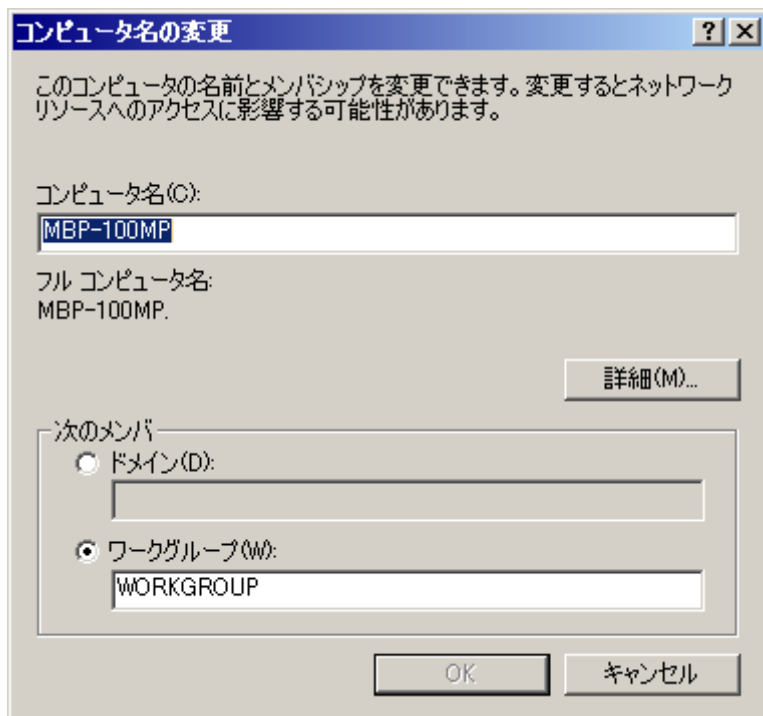 コンピュータ名の変更
このコンピュータの名前とメンバシップを変更できます。変更するとネットワーク
リソースへのアクセスに影響する可能性があります。
コンピュータ名(C):
MBP-100MP
フル コンピュータ名:
MBP-100MP.
詳細(M)...
次のメンバ
ドメイン(D):
ワークグループ(W):
WORKGROUP
OK
キャンセル